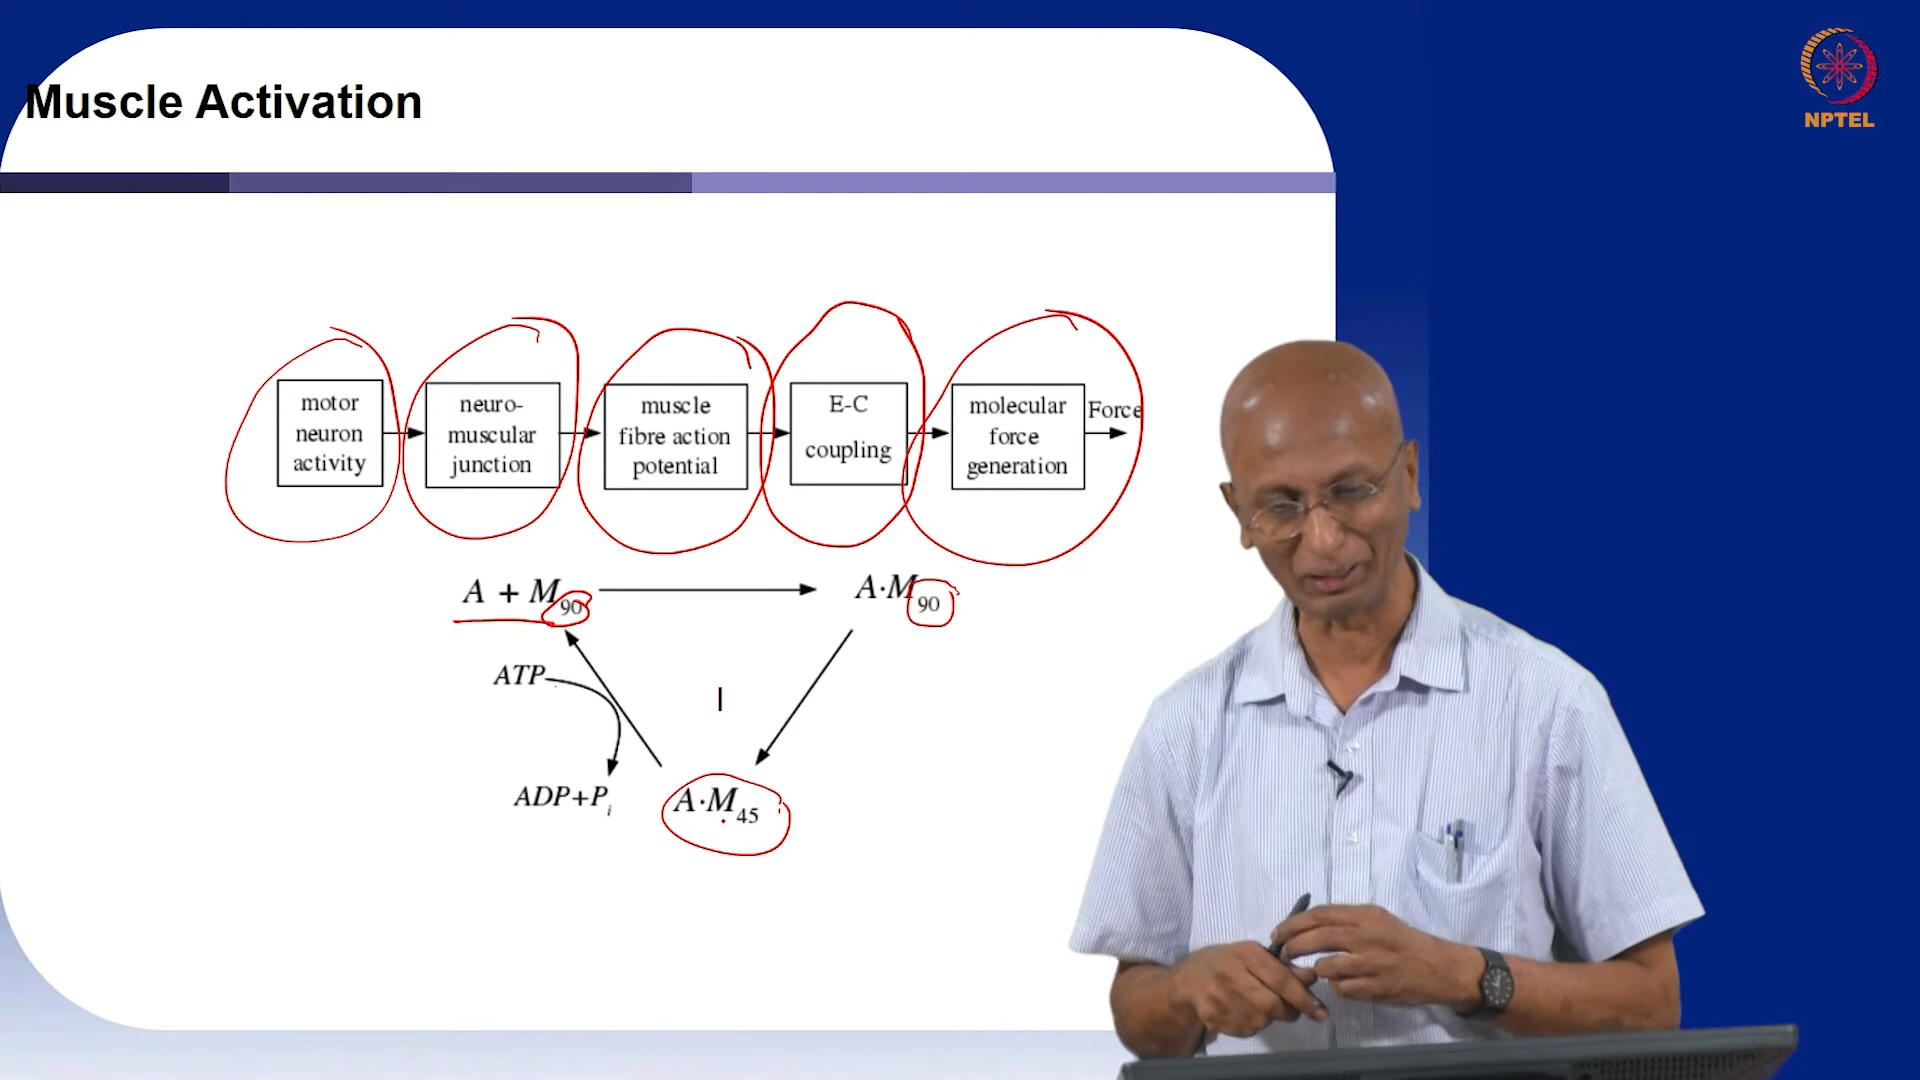 Muscle Activation
NPTEL
motor
neuron
activity
neuro-
muscular
junction
muscle
fibre action
potential
E-C
coupling
molecular
force
generation
Force
A + M90
A·M90
ATP
ADP+Pi
A·M45